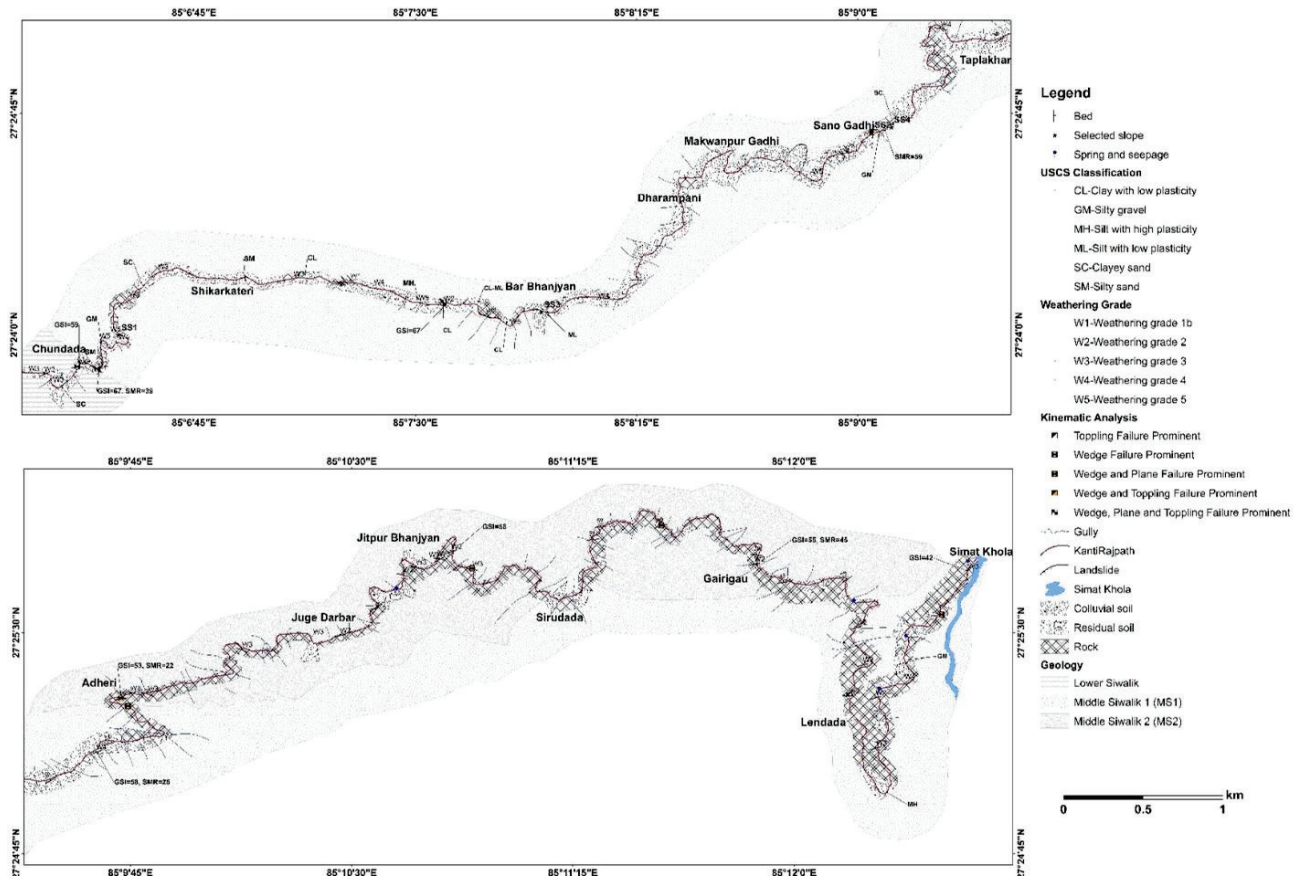 85°6'45"E 85°7'30"E 85°8'15"E 85°9'0"E
Taplakhar
27°24'45"N
27°24'45"N
SC
Sano Gadhi
SS4
Makwanpur Gadhi
SMR=59
GM
Dharampani
SC
SM
CL
Shikarkateri
MH
CL-ML
Bar Bhanjyan
SS3
GSI=67
CL
ML
CL
27°24'0"N
27°24'0"N
GM
SS1
GSI=59
SM
Chundada
GSI=67, SMR=26
SC
85°6'45"E 85°7'30"E 85°8'15"E 85°9'0"E
85°9'45"E 85°10'30"E 85°11'15"E 85°12'0"E
Jitpur Bhanjyan
GSI=55, SMR=45
Simat Khola
GSI=42
Gairigau
Juge Darbar
Sirudada
27°25'30"N
27°25'30"N
GSI=53, SMR=22
Adheri
GM
Lendada
MH
27°24'45"N
27°24'45"N
85°9'45"E 85°10'30"E 85°11'15"E 85°12'0"E
Legend
Bed
Selected slope
Spring and seepage
USCS Classification
CL-Clay with low plasticity
GM-Silty gravel
MH-Silt with high plasticity
ML-Silt with low plasticity
SC-Clayey sand
SM-Silty sand
Weathering Grade
W1-Weathering grade 1b
W2-Weathering grade 2
W3-Weathering grade 3
W4-Weathering grade 4
W5-Weathering grade 5
Kinematic Analysis
Toppling Failure Prominent
Wedge Failure Prominent
Wedge and Plane Failure Prominent
Wedge and Toppling Failure Prominent
Wedge, Plane and Toppling Failure Prominent
Gully
KantiRajpath
Landslide
Simat Khola
Colluvial soil
Residual soil
Rock
Geology
Lower Siwalik
Middle Siwalik 1 (MS1)
Middle Siwalik 2 (MS2)
km
0 0.5 1